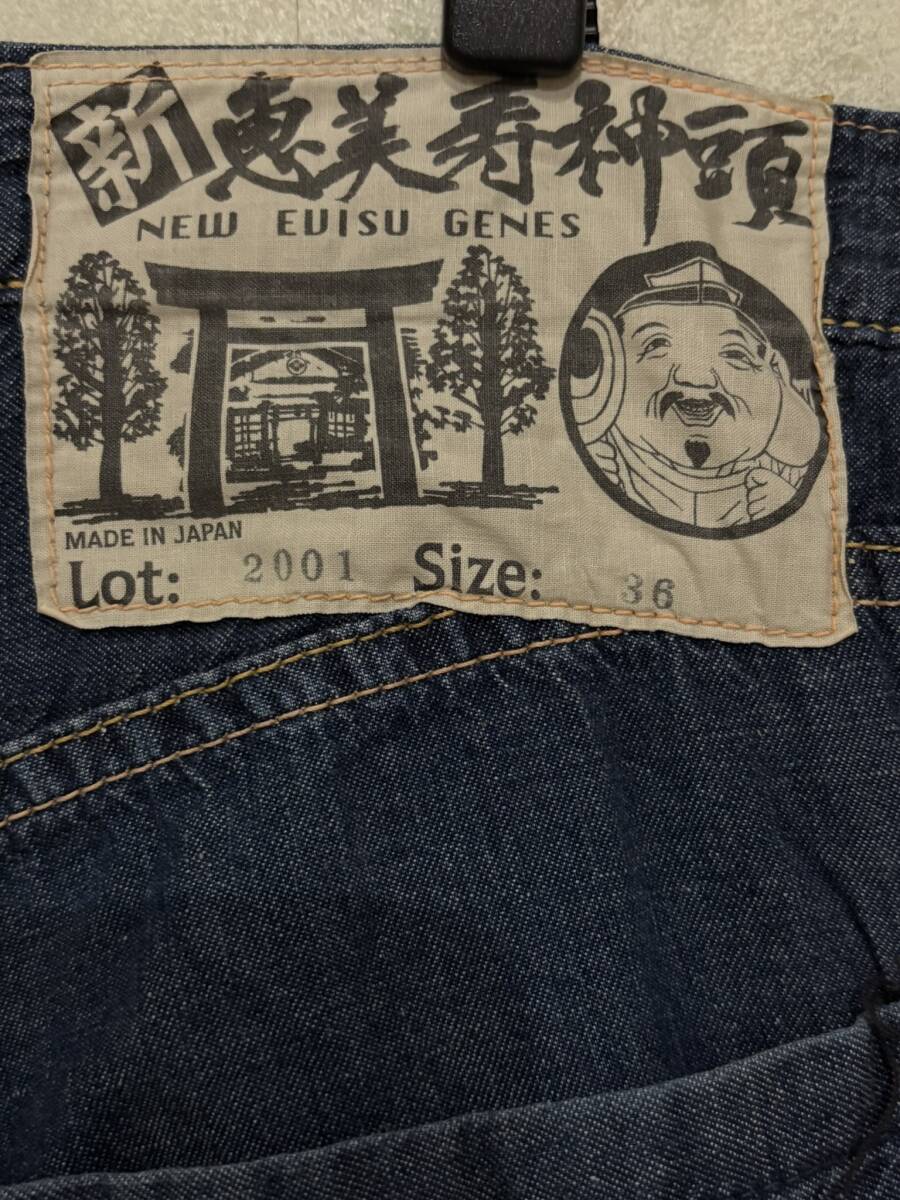 新 恵美寿神頭
NEW EVISU GENES
MADE IN JAPAN
Lot: 2001 Size: 36